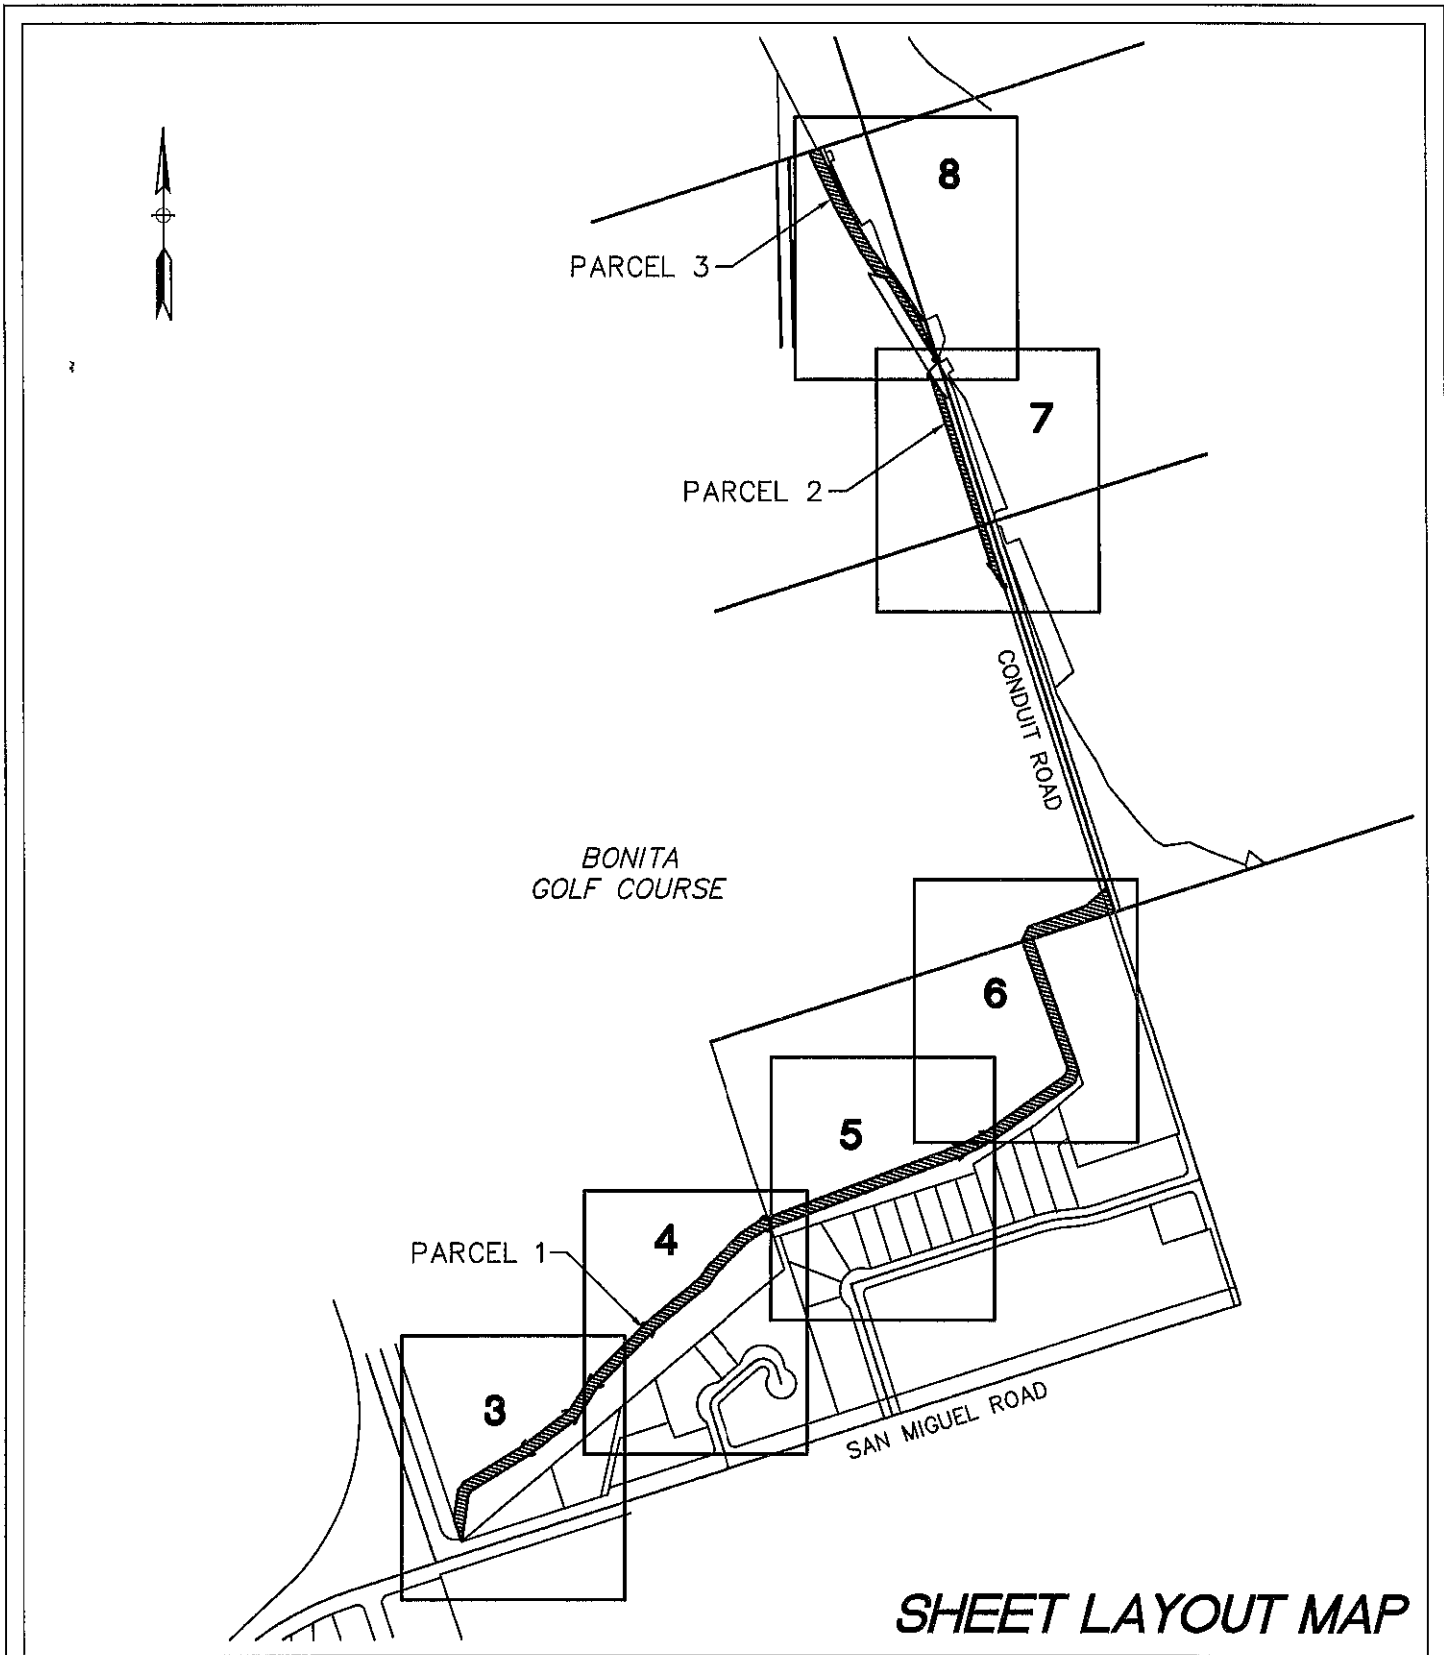 8
PARCEL 3
7
PARCEL 2
CONDUIT ROAD
BONITA
GOLF COURSE
6
5
4
PARCEL 1
3
SAN MIGUEL ROAD
SHEET LAYOUT MAP